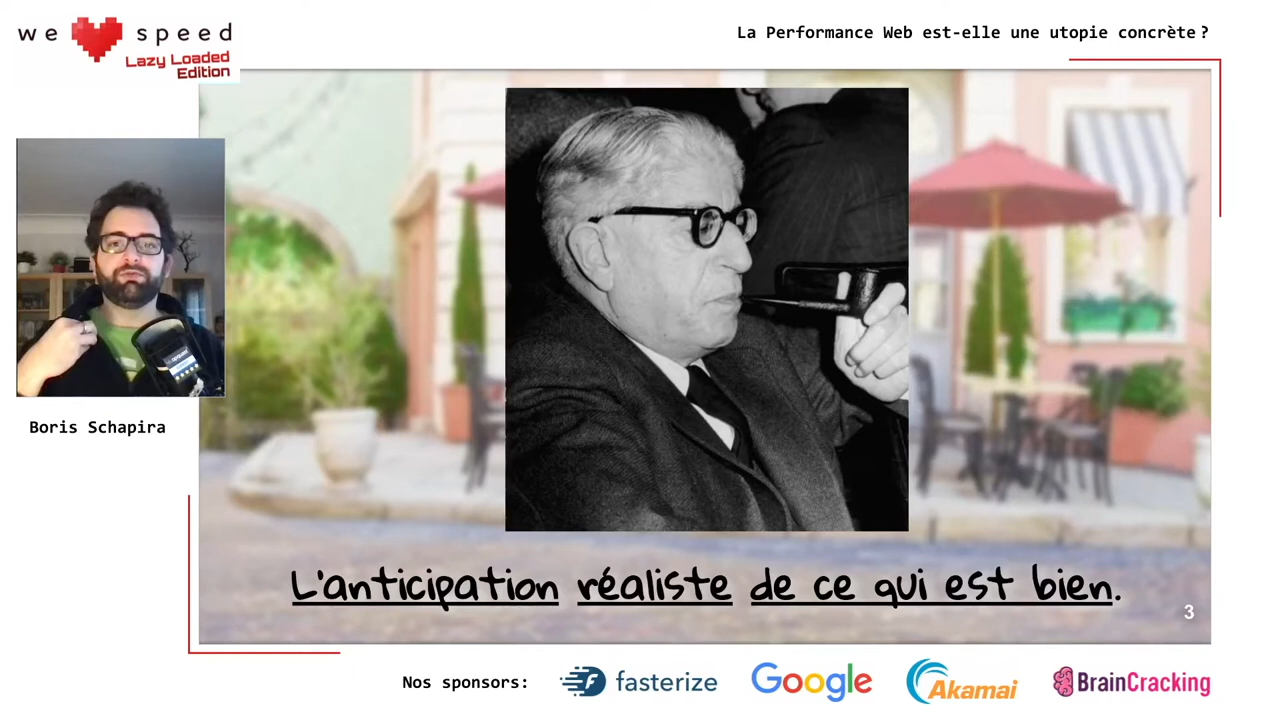 we speed
Lazy Loaded
Edition
La Performance Web est-elle une utopie concrète ?
Boris Schapira
L'anticipation réaliste de ce qui est bien.
3
Nos sponsors:
fasterize
Google
Akamai
BrainCracking